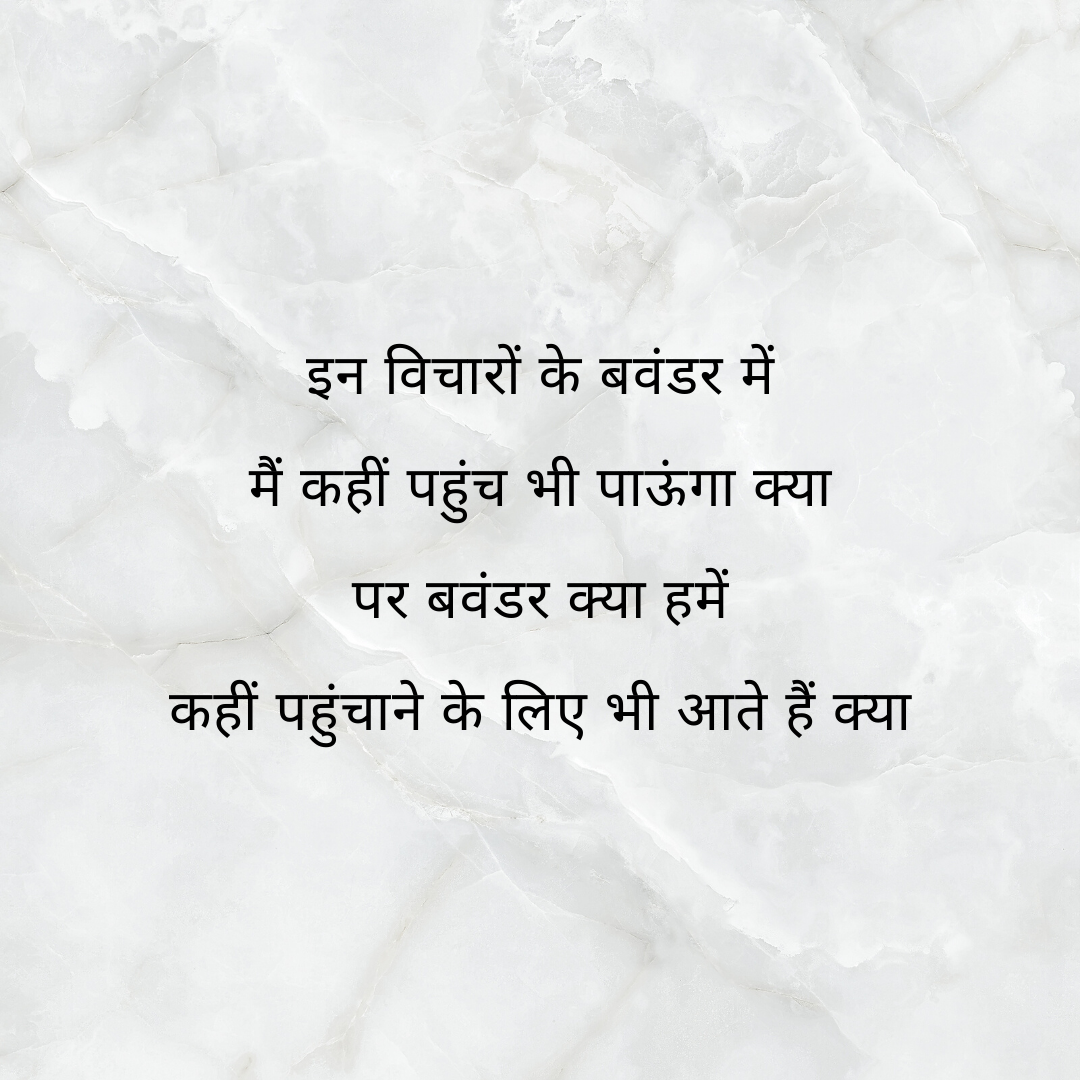 इन विचारों के बवंडर में
मैं कहीं पहुंच भी पाऊंगा क्या
पर बवंडर क्या हमें
कहीं पहुंचाने के लिए भी आते हैं क्या